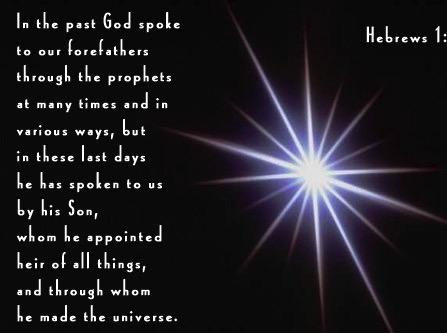 In the past God spoke
to our forefathers
through the prophets
at many times and in
various ways, but
in these last days
he has spoken to us
by his Son,
whom he appointed
heir of all things,
and through whom
he made the universe.
Hebrews 1: